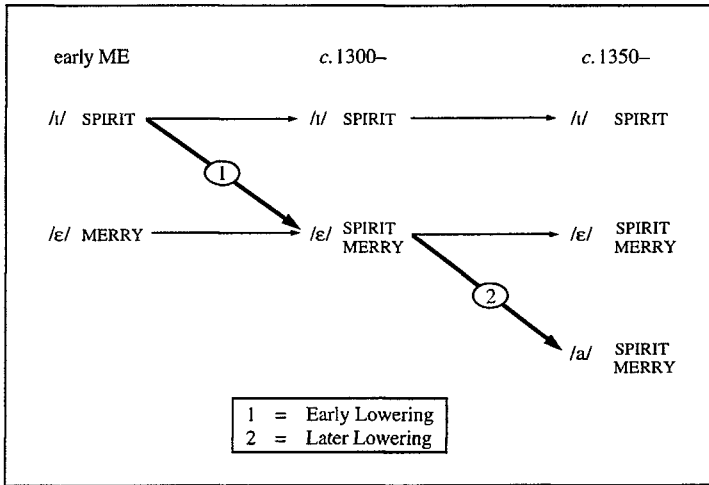 early ME c.1300– c.1350–
/ɩ/ SPIRIT /ɩ/ SPIRIT /ɩ/ SPIRIT
1
/ɛ/ MERRY /ɛ/ SPIRIT MERRY /ɛ/ SPIRIT MERRY
2
/a/ SPIRIT MERRY
1 = Early Lowering
2 = Later Lowering